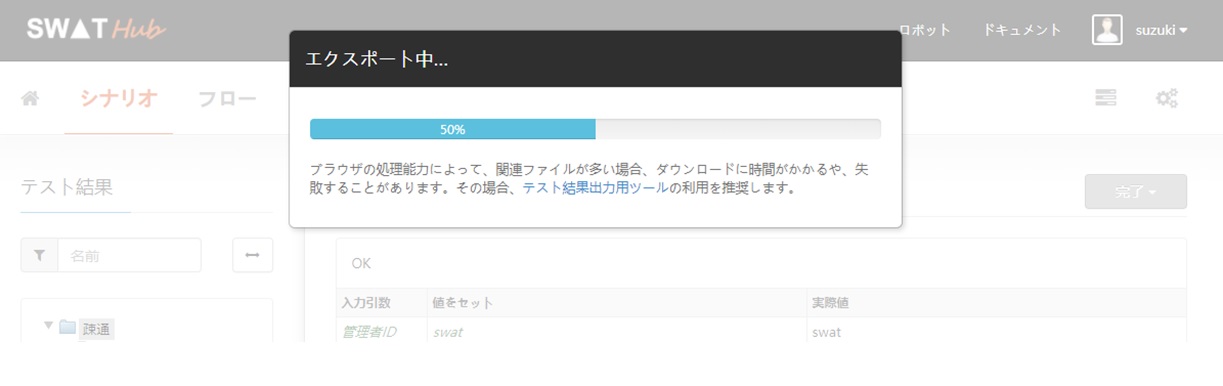 SWAT Hub
ロボット ドキュメント suzuki
エクスポート中...
シナリオ フロー
50%
ブラウザの処理能力によって、関連ファイルが多い場合、ダウンロードに時間がかかるや、失
敗することがあります。その場合、テスト結果出力用ツールの利用を推奨します。
テスト結果
完了
名前
OK
入力引数 値をセット 実際値
疎通
管理者ID swat swat